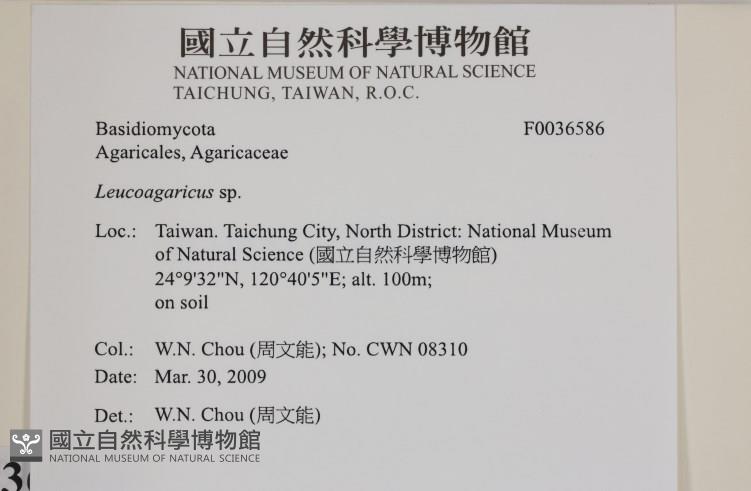 國立自然科學博物館
NATIONAL MUSEUM OF NATURAL SCIENCE
TAICHUNG, TAIWAN, R.O.C.
Basidiomycota F0036586
Agaricales, Agaricaceae
Leucoagaricus sp.
Loc.: Taiwan. Taichung City, North District: National Museum
of Natural Science (國立自然科學博物館)
24°9'32"N, 120°40'5"E; alt. 100m;
on soil
Col.: W.N. Chou (周文能); No. CWN 08310
Date: Mar. 30, 2009
Det.: W.N. Chou (周文能)
國立自然科學博物館
NATIONAL MUSEUM OF NATURAL SCIENCE